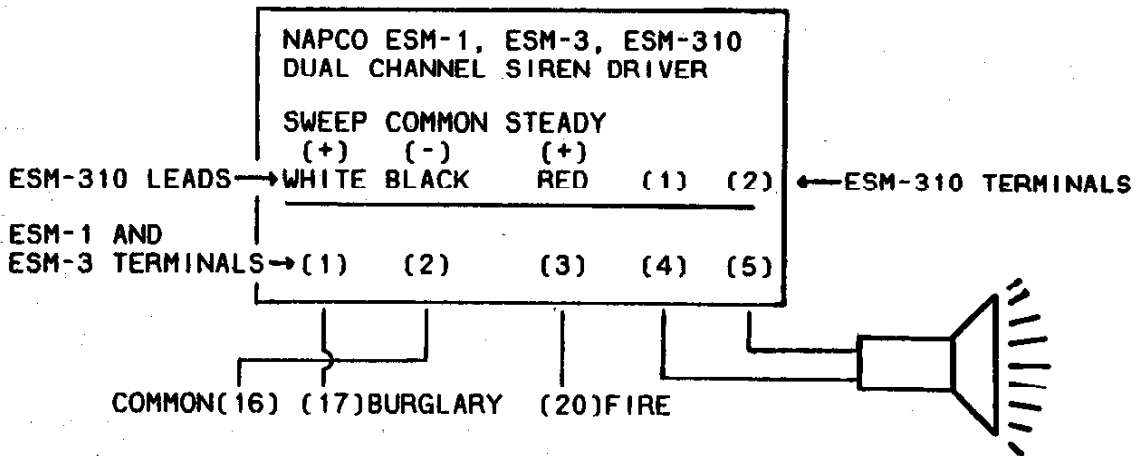 NAPCO ESM-1, ESM-3, ESM-310
DUAL CHANNEL SIREN DRIVER
SWEEP COMMON STEADY
(+) (-) (+)
ESM-310 LEADS WHITE BLACK RED (1) (2) ESM-310 TERMINALS
ESM-1 AND
ESM-3 TERMINALS (1) (2) (3) (4) (5)
COMMON(16) (17)BURGLARY (20)FIRE